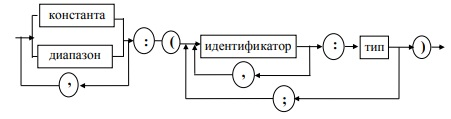 константа
диапазон
,
:
(
идентификатор
,
:
тип
)
;